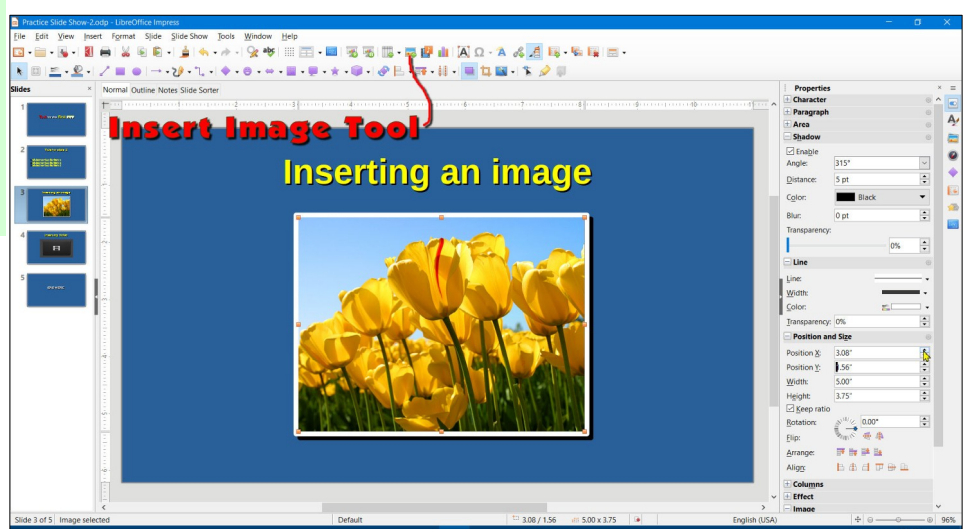 Practice Slide Show-2.odp - LibreOffice Impress
File Edit View Insert Format Slide Slide Show Tools Window Help
Slides
Normal Outline Notes Slide Sorter
Insert Image Tool
1
2
3
4
5
Inserting an image
Properties
Character
Paragraph
Area
Shadow
Enable
Angle: 315°
Distance: 5 pt
Color: Black
Blur: 0 pt
Transparency:
0%
Line
Line:
Width:
Color:
Transparency: 0%
Position and Size
Position X: 3.08"
Position Y: .56"
Width: 5.00"
Height: 3.75"
Keep ratio
Rotation: 0.00°
Flip:
Arrange:
Align:
Columns
Effect
Image
Slide 3 of 5 Image selected Default 3.08 / 1.56 5.00 x 3.75 English (USA) 96%